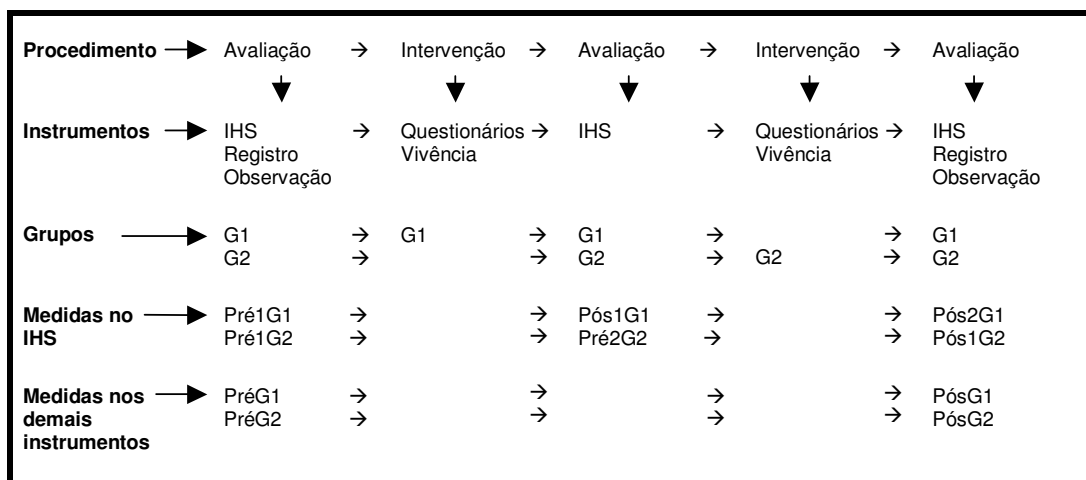 Procedimento → Avaliação → Intervenção → Avaliação → Intervenção → Avaliação
Instrumentos → IHS → Questionários → IHS → Questionários → IHS
Registro Vivência Vivência Registro
Observação Observação
Grupos → G1 → G1 → G1 → → G1
G2 → → G2 → G2 → G2
Medidas no → Pré1G1 → → Pós1G1 → → Pós2G1
IHS Pré1G2 → → Pré2G2 → → Pós1G2
Medidas nos → PréG1 → → → → PósG1
demais PréG2 → → → → PósG2
instrumentos